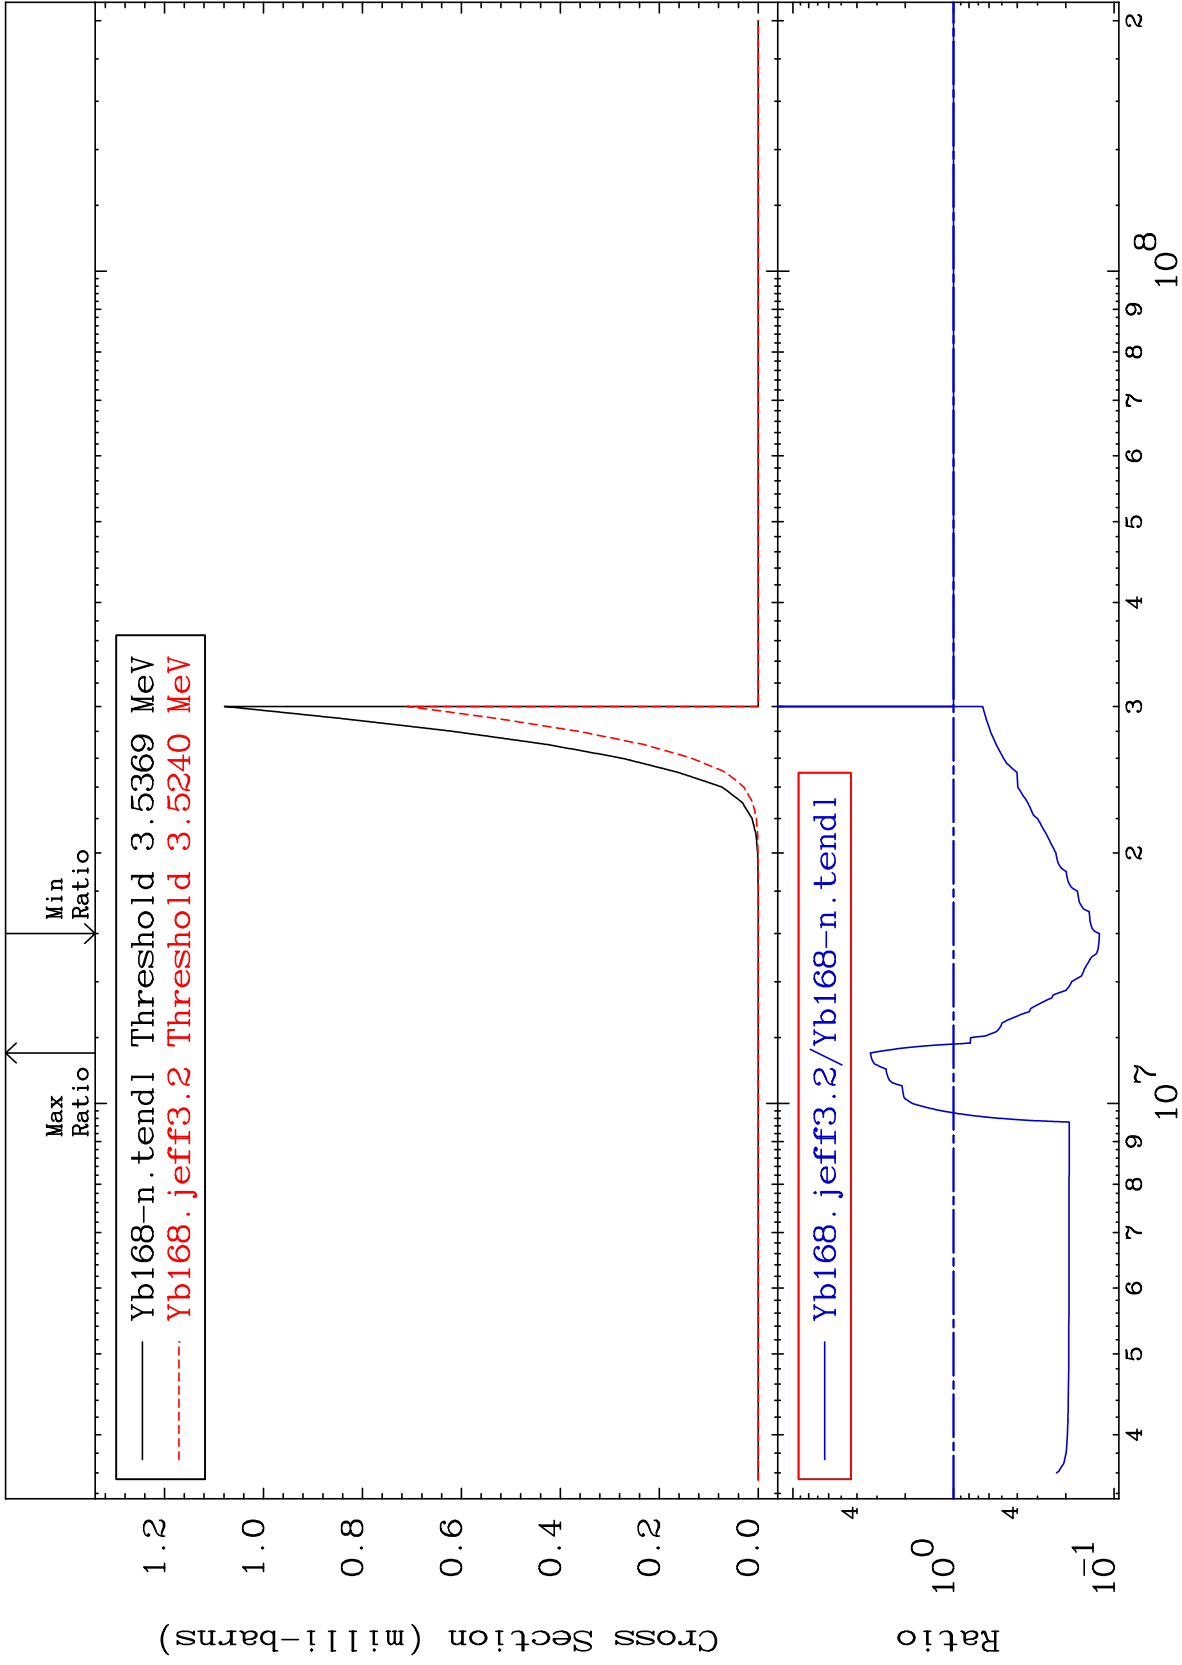 Max
Ratio
Min
Ratio
Yb168-n.tendl Threshold 3.5369 MeV
Yb168.jeff3.2 Threshold 3.5240 MeV
Cross Section (milli-barns)
1.2
1.0
0.8
0.6
0.4
0.2
0.0
Yb168.jeff3.2/Yb168-n.tendl
Ratio
4
10^0
4
10^-1
4 5 6 7 8 9 10^7 2 3 4 5 6 7 8 9 10^8 2